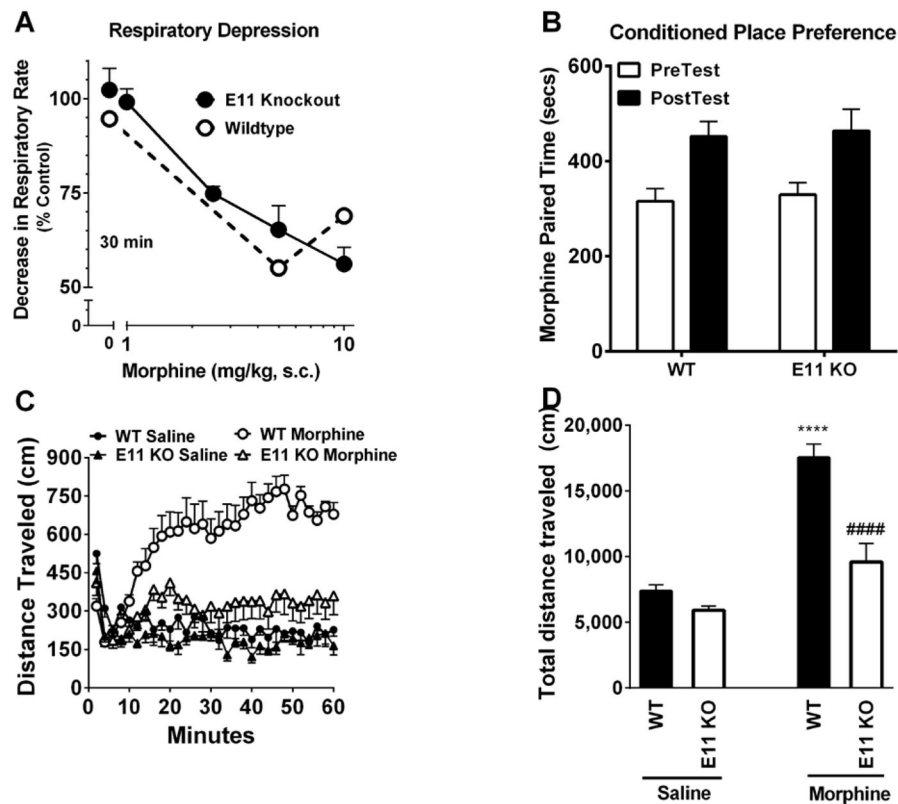 A
Respiratory Depression
Decrease in Respiratory Rate
(% Control)
100
75
50
0
E11 Knockout
Wildtype
30 min
0 1 10
Morphine (mg/kg, s.c.)
B
Conditioned Place Preference
Morphine Paired Time (secs)
600
400
200
0
PreTest
PostTest
WT E11 KO
C
WT Saline WT Morphine
E11 KO Saline E11 KO Morphine
Distance Traveled (cm)
900
750
600
450
300
150
0
0 10 20 30 40 50 60
Minutes
D
Total distance traveled (cm)
20,000
15,000
10,000
5,000
0
****
####
WT E11 KO WT E11 KO
Saline Morphine